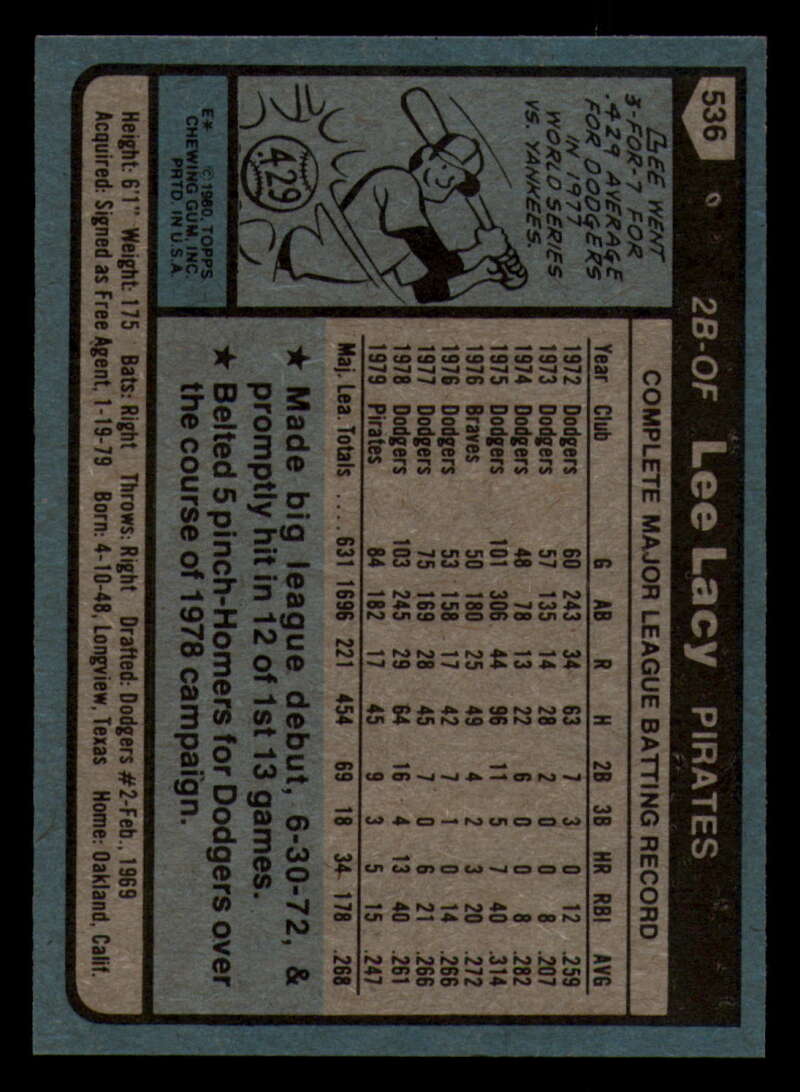 536
2B-OF Lee Lacy PIRATES
LEE WENT
3-FOR-7 FOR
.429 AVERAGE
FOR DODGERS
IN 1977
WORLD SERIES
VS. YANKEES.
.429
E* ©1980, TOPPS
CHEWING GUM, INC.
PRTD. IN U.S.A.
COMPLETE MAJOR LEAGUE BATTING RECORD
Year Club G AB R H 2B 3B HR RBI AVG
1972 Dodgers 60 243 34 63 7 3 0 12 .259
1973 Dodgers 57 135 14 28 2 0 0 8 .207
1974 Dodgers 48 78 13 22 6 0 0 8 .282
1975 Dodgers 101 306 44 96 11 5 7 40 .314
1976 Braves 50 180 25 49 4 2 3 20 .272
1976 Dodgers 53 158 17 42 7 1 0 14 .266
1977 Dodgers 75 169 28 45 7 0 6 21 .266
1978 Dodgers 103 245 29 64 16 4 13 40 .261
1979 Pirates 84 182 17 45 9 3 5 15 .247
Maj. Lea. Totals .... 631 1696 221 454 69 18 34 178 .268
★ Made big league debut, 6-30-72, &
promptly hit in 12 of 1st 13 games.
★ Belted 5 pinch-Homers for Dodgers over
the course of 1978 campaign.
Height: 6'1" Weight: 175 Bats: Right Throws: Right Drafted: Dodgers #2-Feb., 1969
Acquired: Signed as Free Agent, 1-19-79 Born: 4-10-48, Longview, Texas Home: Oakland, Calif.